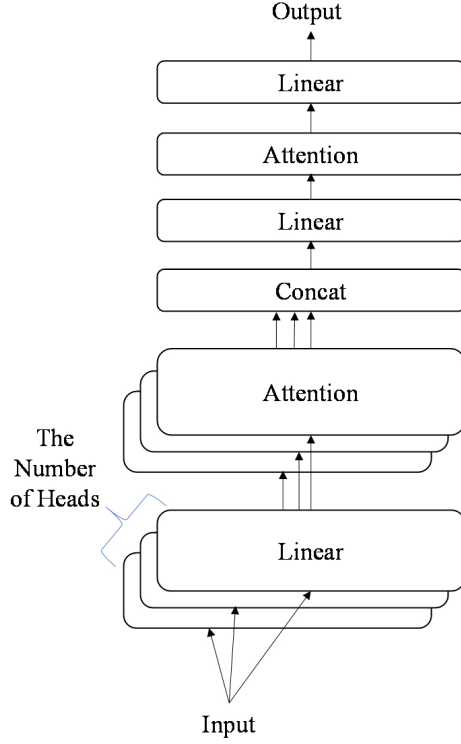 Output
Linear
Attention
Linear
Concat
Attention
The
Number
of Heads
Linear
Input